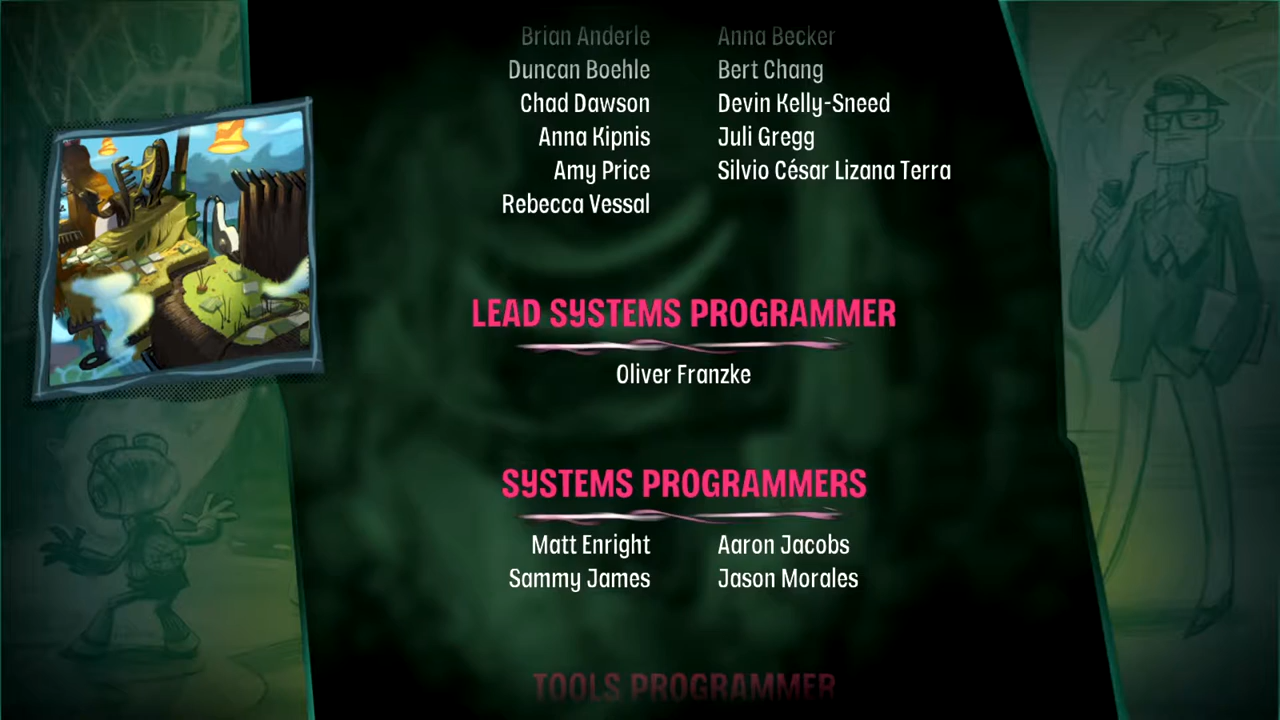 Brian Anderle Anna Becker
Duncan Boehle Bert Chang
Chad Dawson Devin Kelly-Sneed
Anna Kipnis Juli Gregg
Amy Price Silvio César Lizana Terra
Rebecca Vessal
LEAD SYSTEMS PROGRAMMER
Oliver Franzke
SYSTEMS PROGRAMMERS
Matt Enright Aaron Jacobs
Sammy James Jason Morales
TOOLS PROGRAMMER